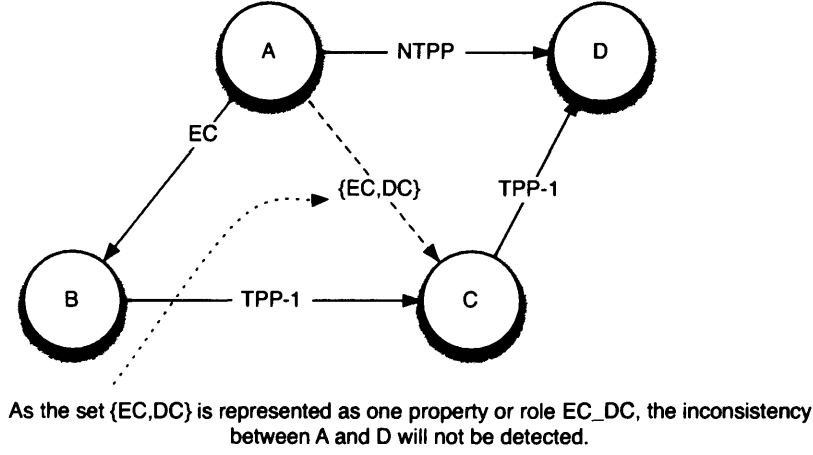 A
NTPP
D
EC
{EC,DC}
TPP-1
B
TPP-1
C
As the set {EC,DC} is represented as one property or role EC_DC, the inconsistency
between A and D will not be detected.